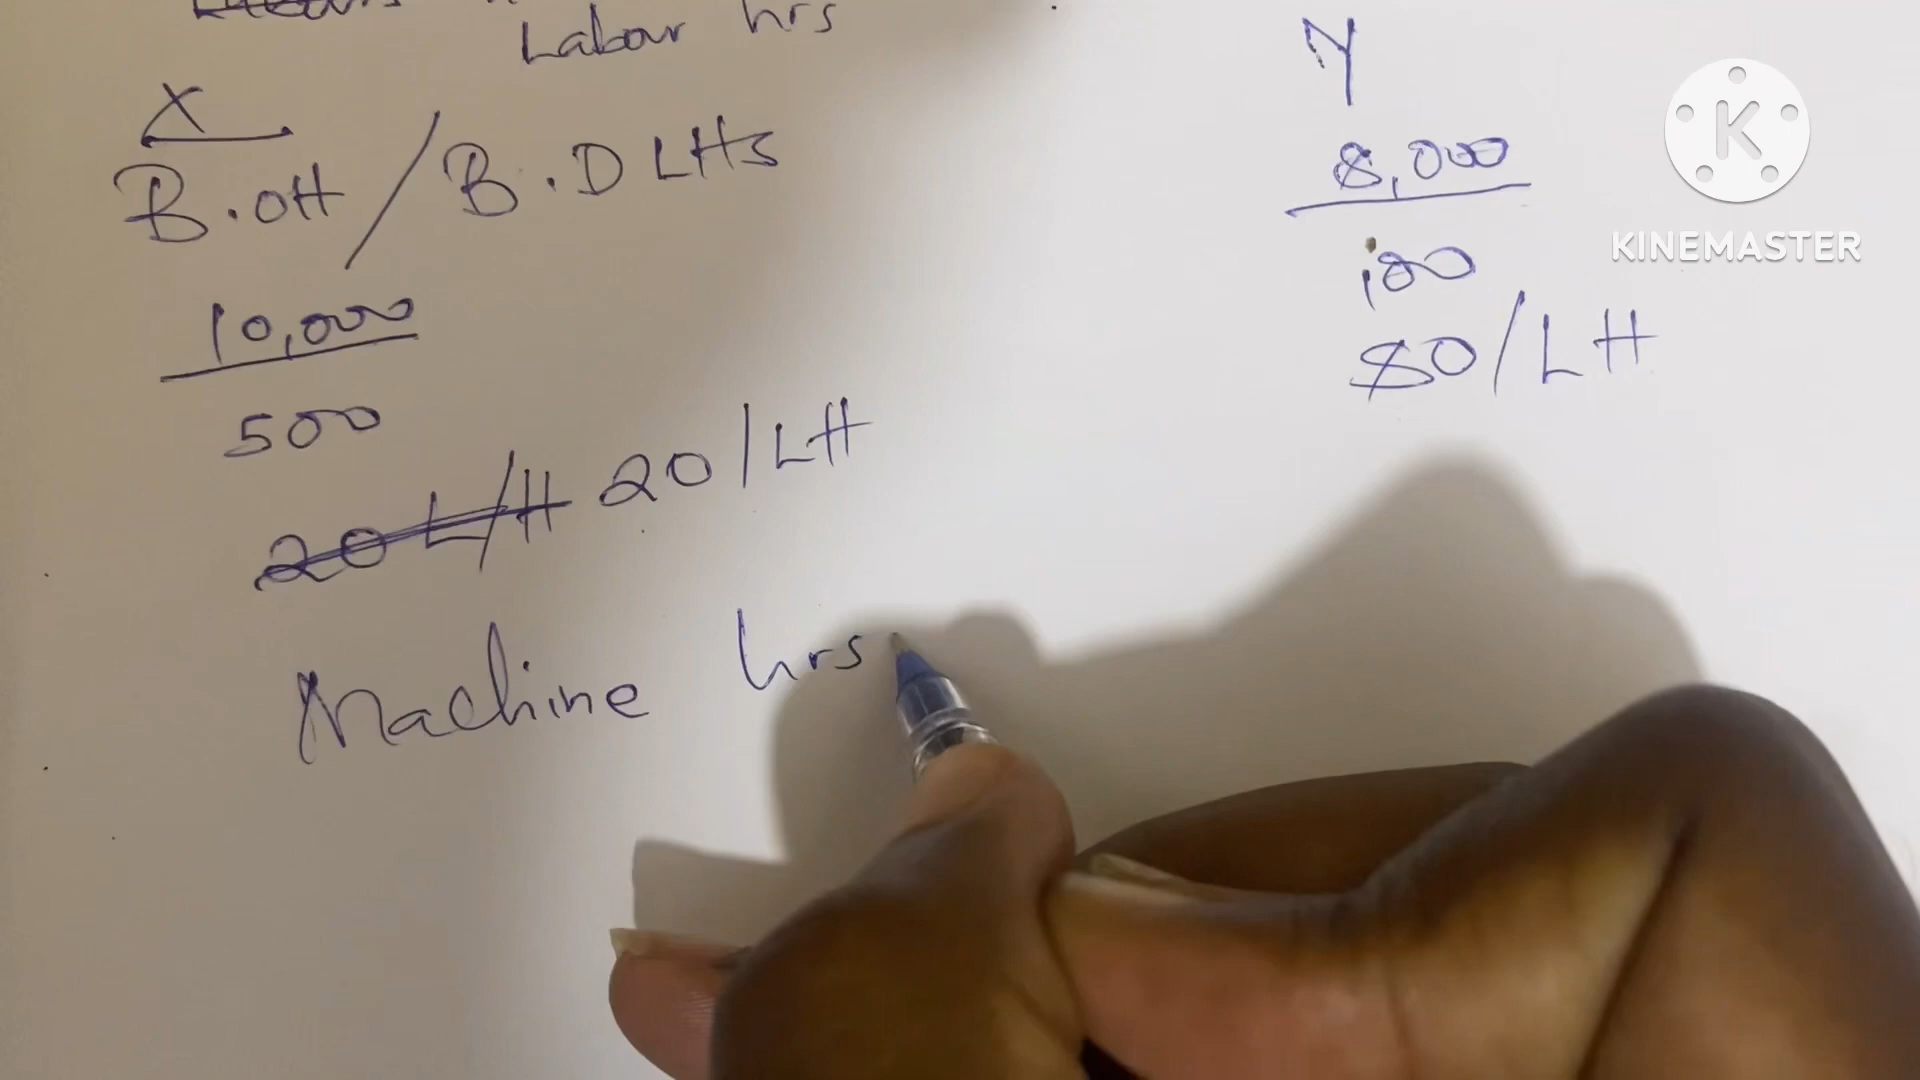 Labour hrs
X
B.OH / B.D LHs
10,000
500
20 L/H 20/LH
Machine hrs
Y
8,000
100
80/LH
K
KINEMASTER